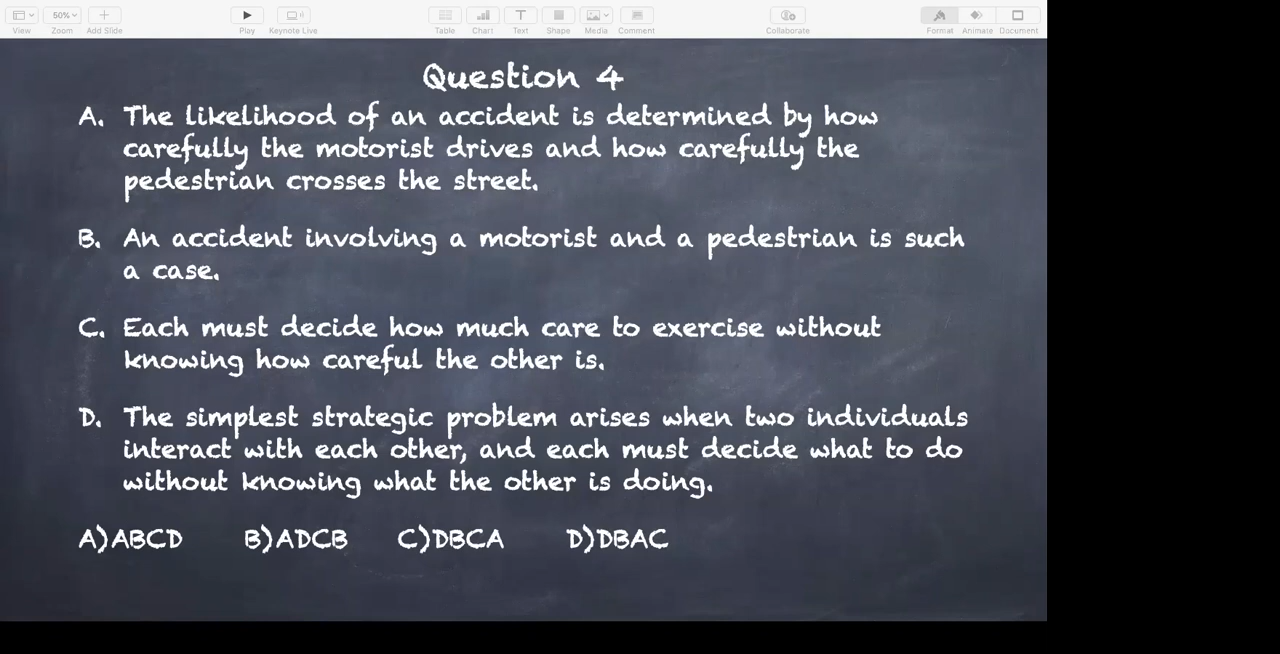 50%
View Zoom Add Slide Play Keynote Live Table Chart Text Shape Media Comment Collaborate Format Animate Document
Question 4
A. The likelihood of an accident is determined by how
carefully the motorist drives and how carefully the
pedestrian crosses the street.
B. An accident involving a motorist and a pedestrian is such
a case.
C. Each must decide how much care to exercise without
knowing how careful the other is.
D. The simplest strategic problem arises when two individuals
interact with each other, and each must decide what to do
without knowing what the other is doing.
A)ABCD B)ADCB C)DBCA D)DBAC